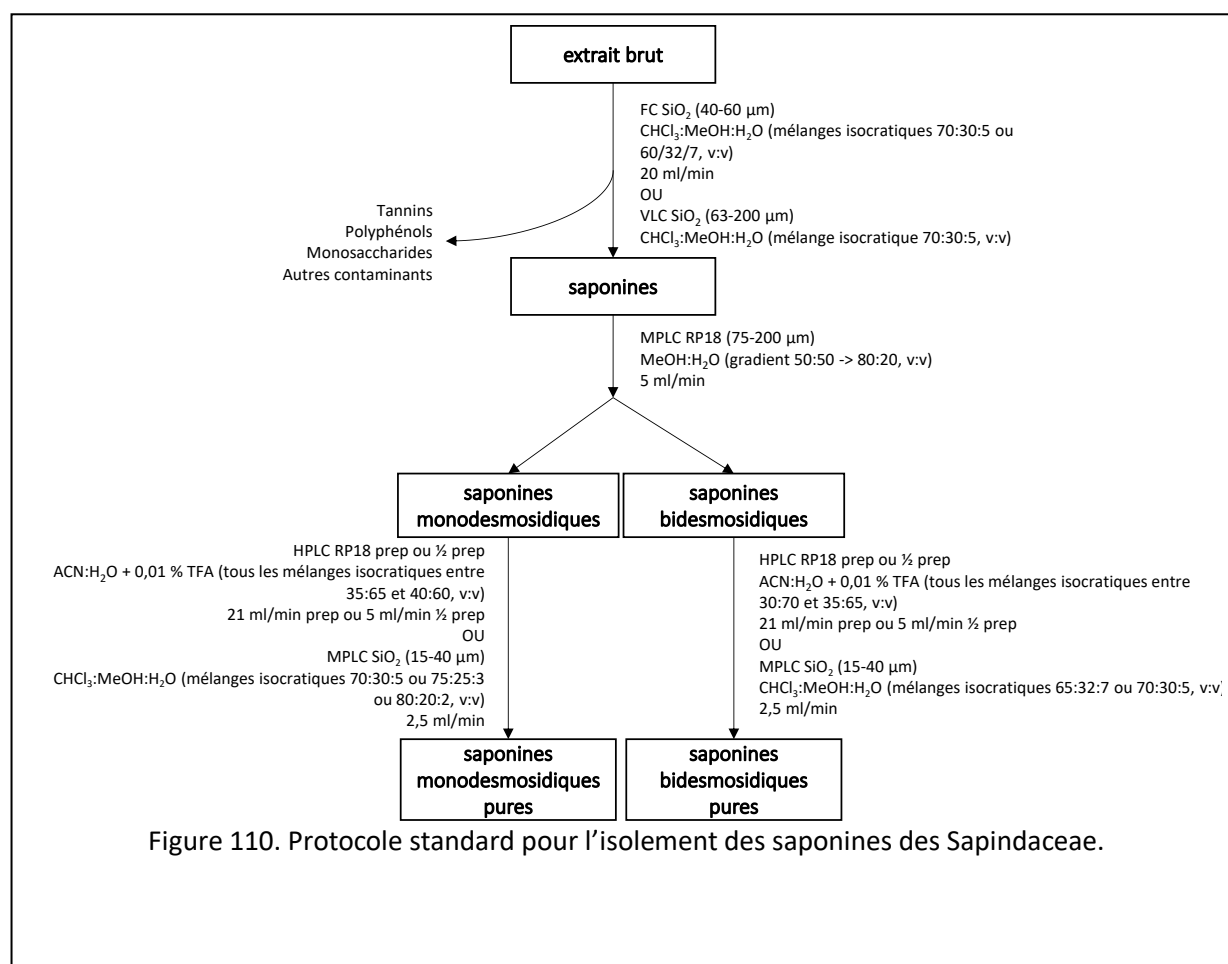 extrait brut
FC SiO₂ (40-60 µm)
CHCl₃:MeOH:H₂O (mélanges isocratiques 70:30:5 ou
60/32/7, v:v)
20 ml/min
OU
VLC SiO₂ (63-200 µm)
CHCl₃:MeOH:H₂O (mélange isocratique 70:30:5, v:v)
Tannins
Polyphénols
Monosaccharides
Autres contaminants
saponines
MPLC RP18 (75-200 µm)
MeOH:H₂O (gradient 50:50 -> 80:20, v:v)
5 ml/min
saponines
monodesmosidiques
saponines
bidesmosidiques
HPLC RP18 prep ou ½ prep
ACN:H₂O + 0,01 % TFA (tous les mélanges isocratiques entre
35:65 et 40:60, v:v)
21 ml/min prep ou 5 ml/min ½ prep
OU
MPLC SiO₂ (15-40 µm)
CHCl₃:MeOH:H₂O (mélanges isocratiques 70:30:5 ou 75:25:3
ou 80:20:2, v:v)
2,5 ml/min
HPLC RP18 prep ou ½ prep
ACN:H₂O + 0,01 % TFA (tous les mélanges isocratiques entre
30:70 et 35:65, v:v)
21 ml/min prep ou 5 ml/min ½ prep
OU
MPLC SiO₂ (15-40 µm)
CHCl₃:MeOH:H₂O (mélanges isocratiques 65:32:7 ou 70:30:5, v:v)
2,5 ml/min
saponines
monodesmosidiques
pures
saponines
bidesmosidiques
pures
Figure 110. Protocole standard pour l’isolement des saponines des Sapindaceae.